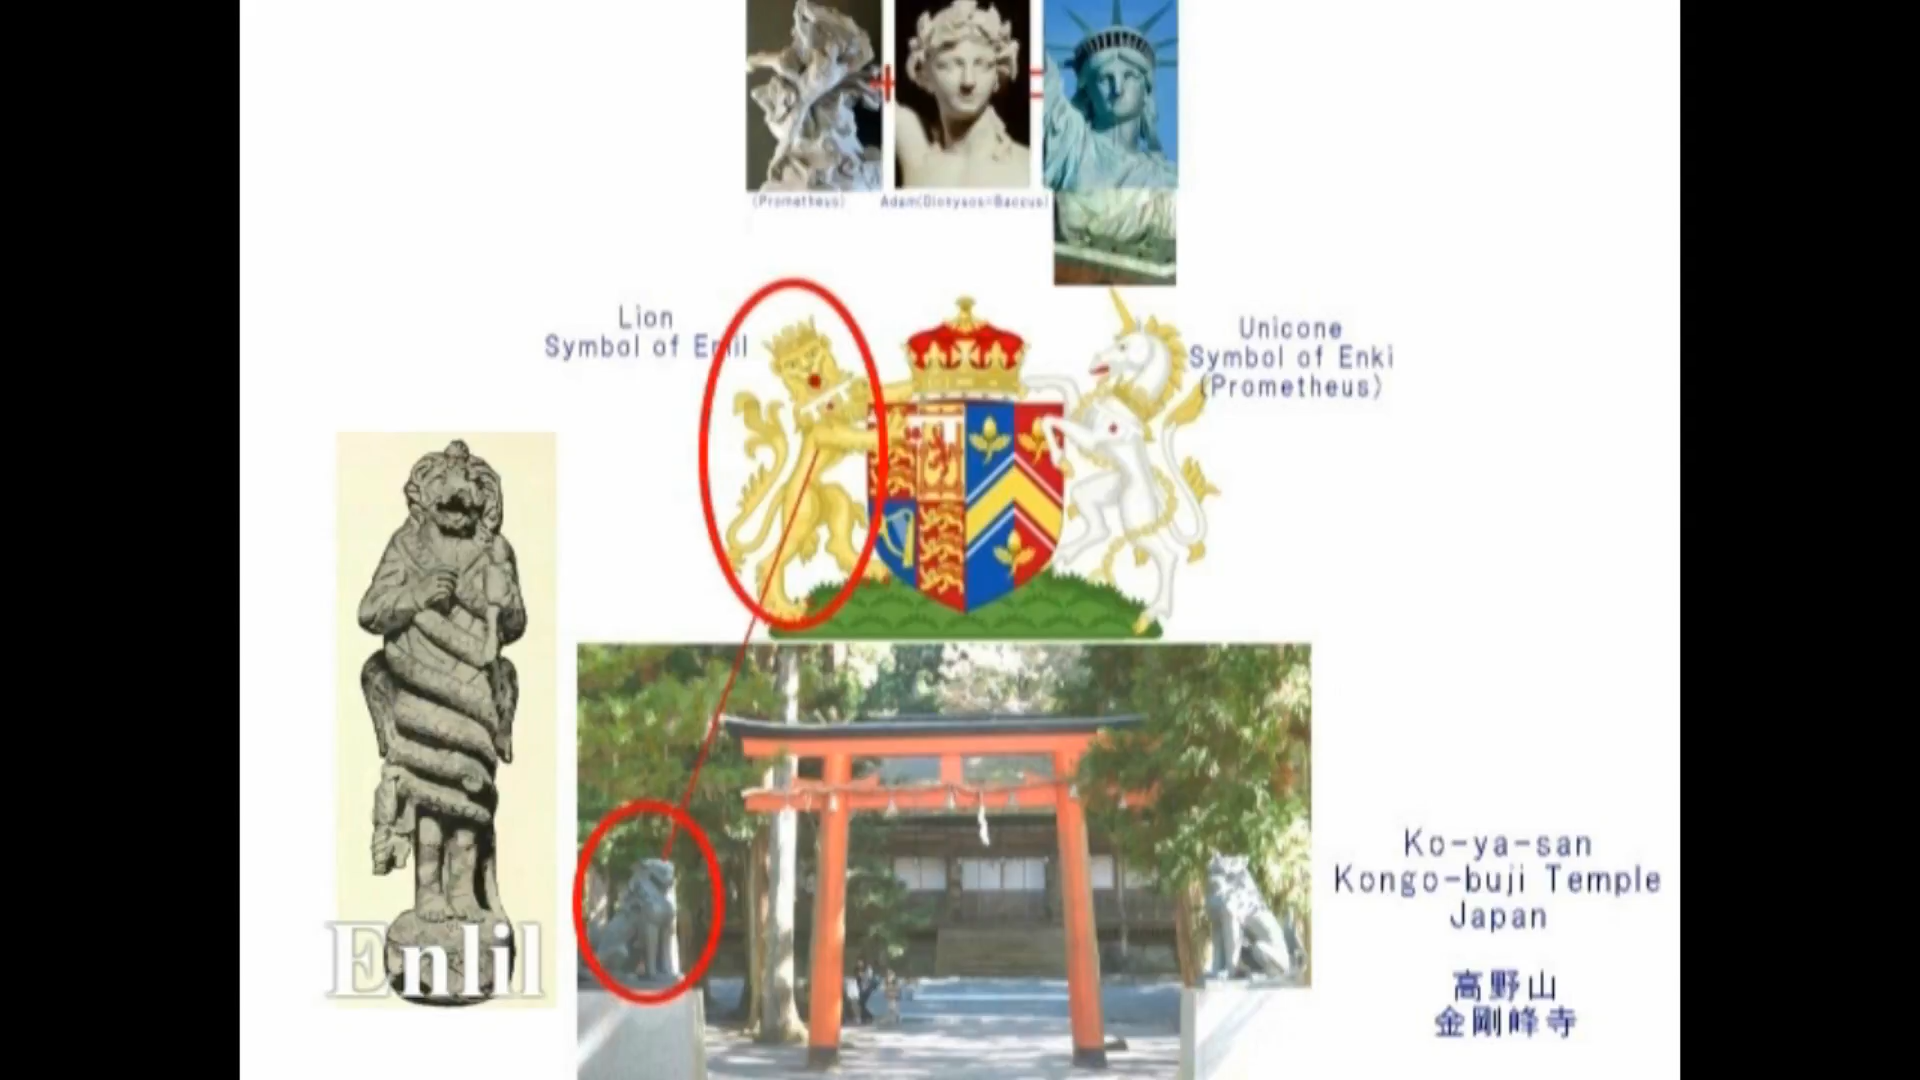 (Prometheus)
Adam(Dionysos=Baccus)
Lion
Symbol of Enlil
Unicone
Symbol of Enki
(Prometheus)
Enlil
Ko-ya-san
Kongo-buji Temple
Japan
高野山
金剛峰寺